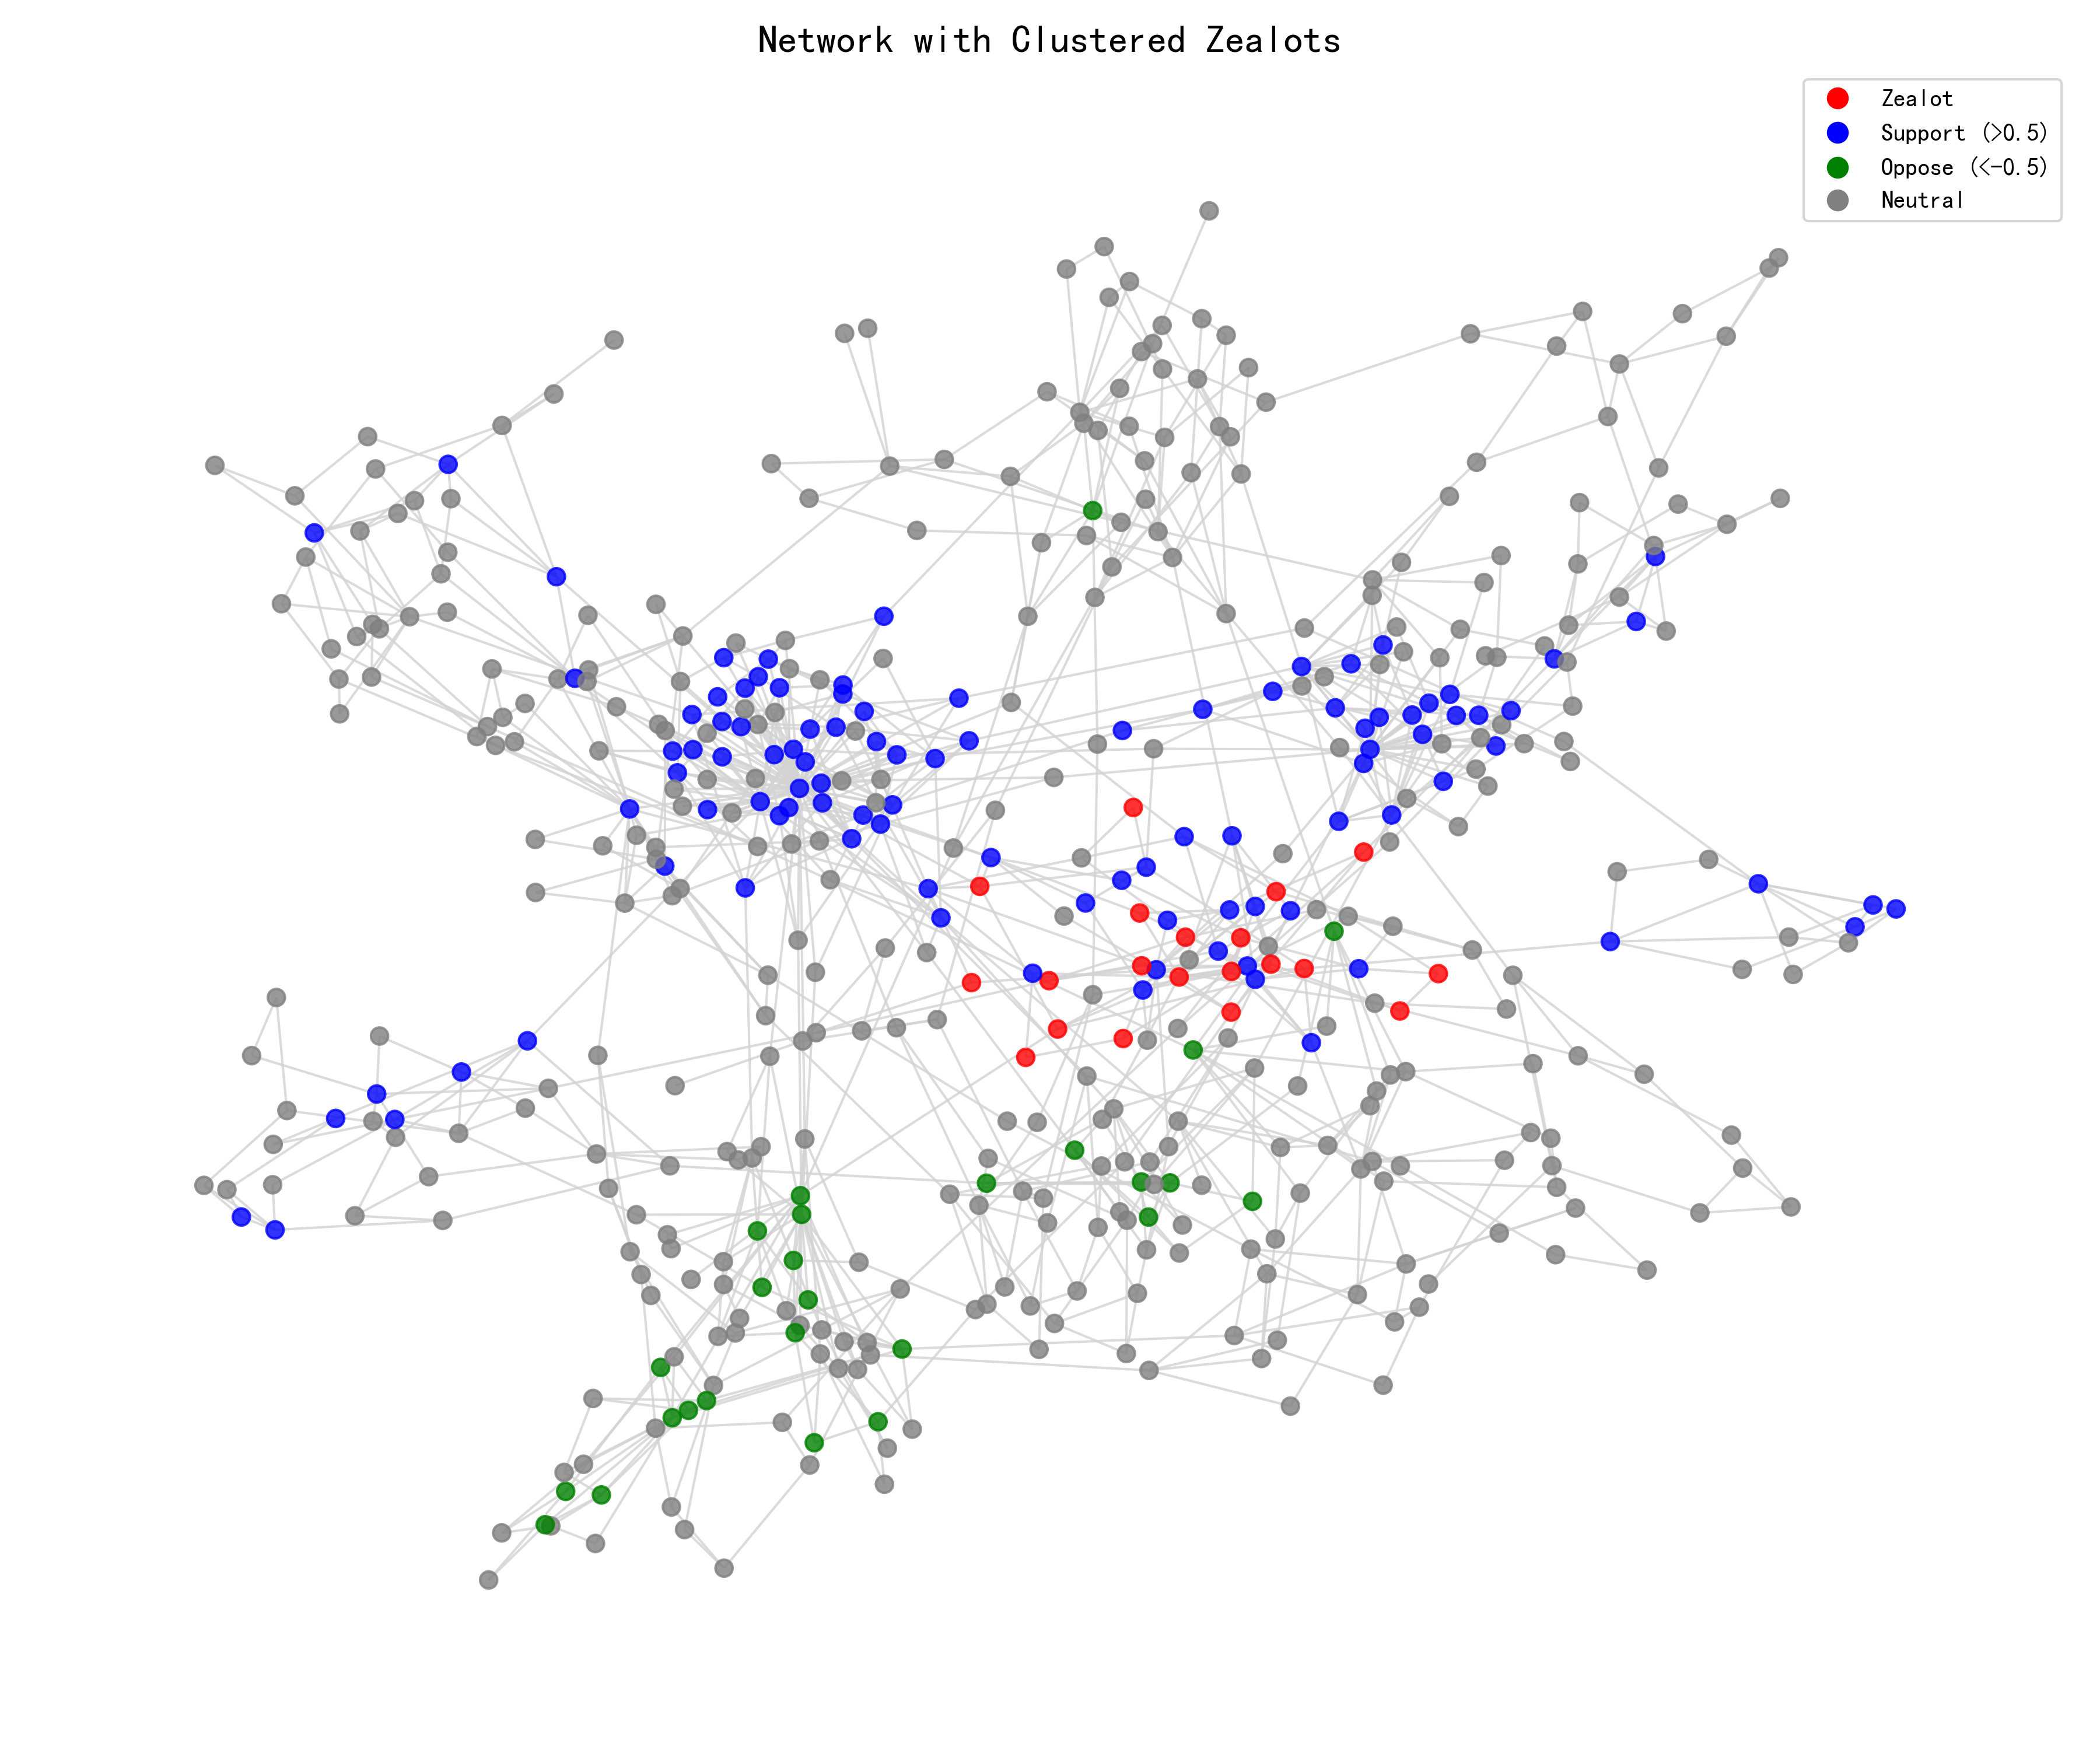 Network with Clustered Zealots
Zealot
Support (>0.5)
Oppose (<-0.5)
Neutral